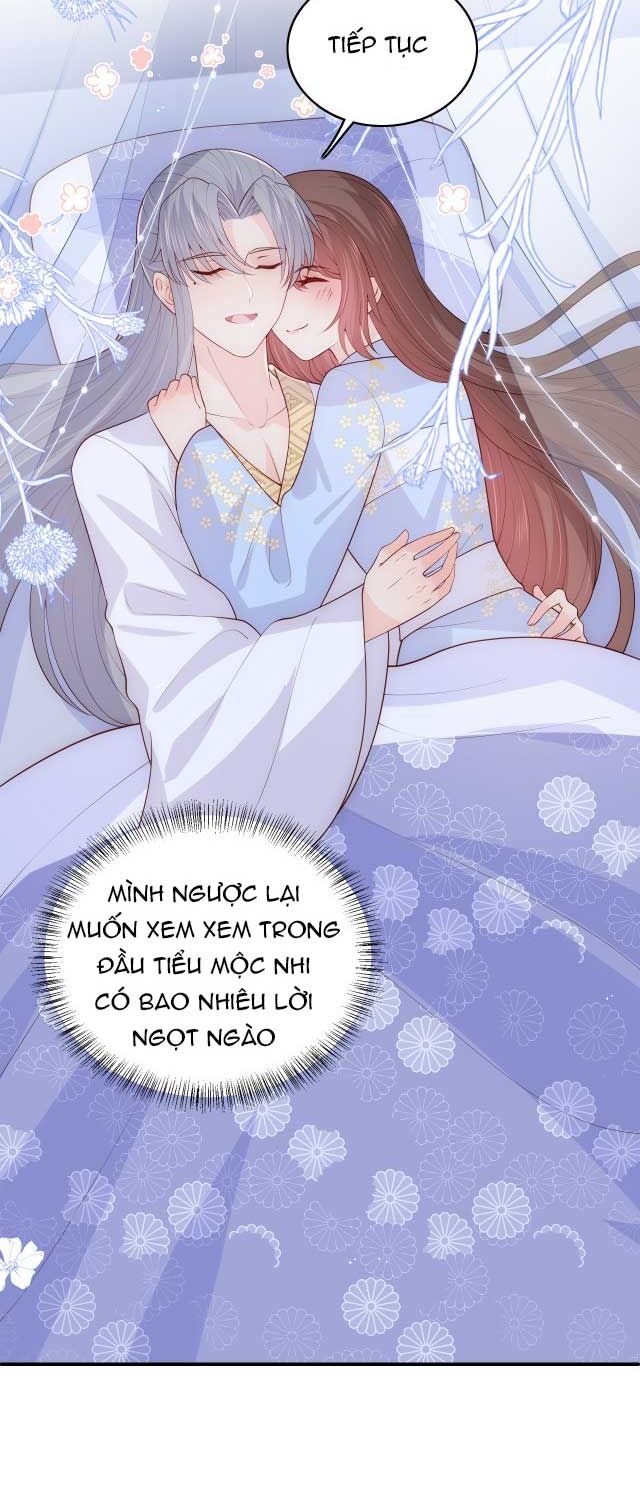 TIẾP TỤC
MÌNH NGƯỢC LẠI
MUỐN XEM XEM TRONG
ĐẦU TIỂU MỘC NHI
CÓ BAO NHIÊU LỜI
NGỌT NGÀO